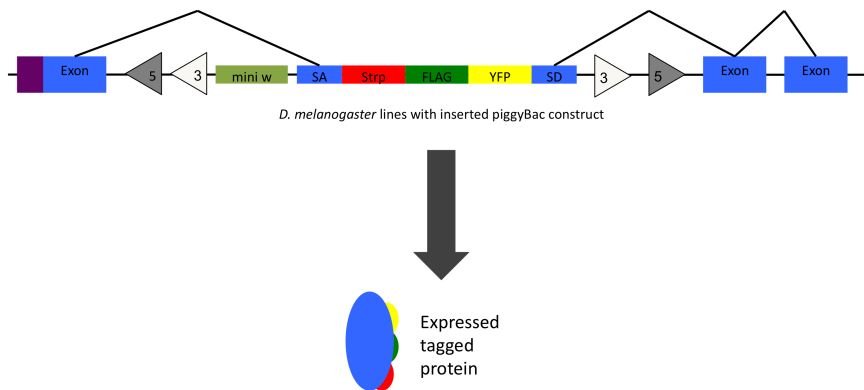 Exon 5 3 mini w SA Strp FLAG YFP SD 3 5 Exon Exon
D. melanogaster lines with inserted piggyBac construct
Expressed
tagged
protein